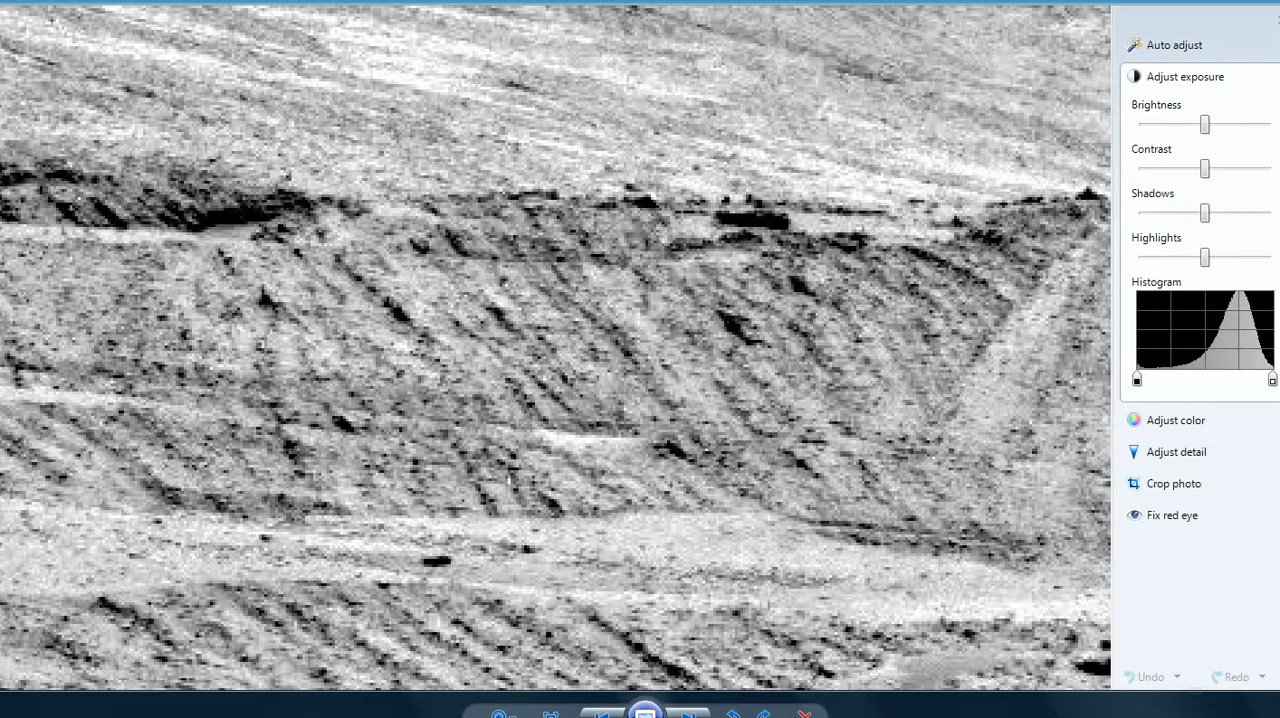 Auto adjust
Adjust exposure
Brightness
Contrast
Shadows
Highlights
Histogram
Adjust color
Adjust detail
Crop photo
Fix red eye
Undo
Redo